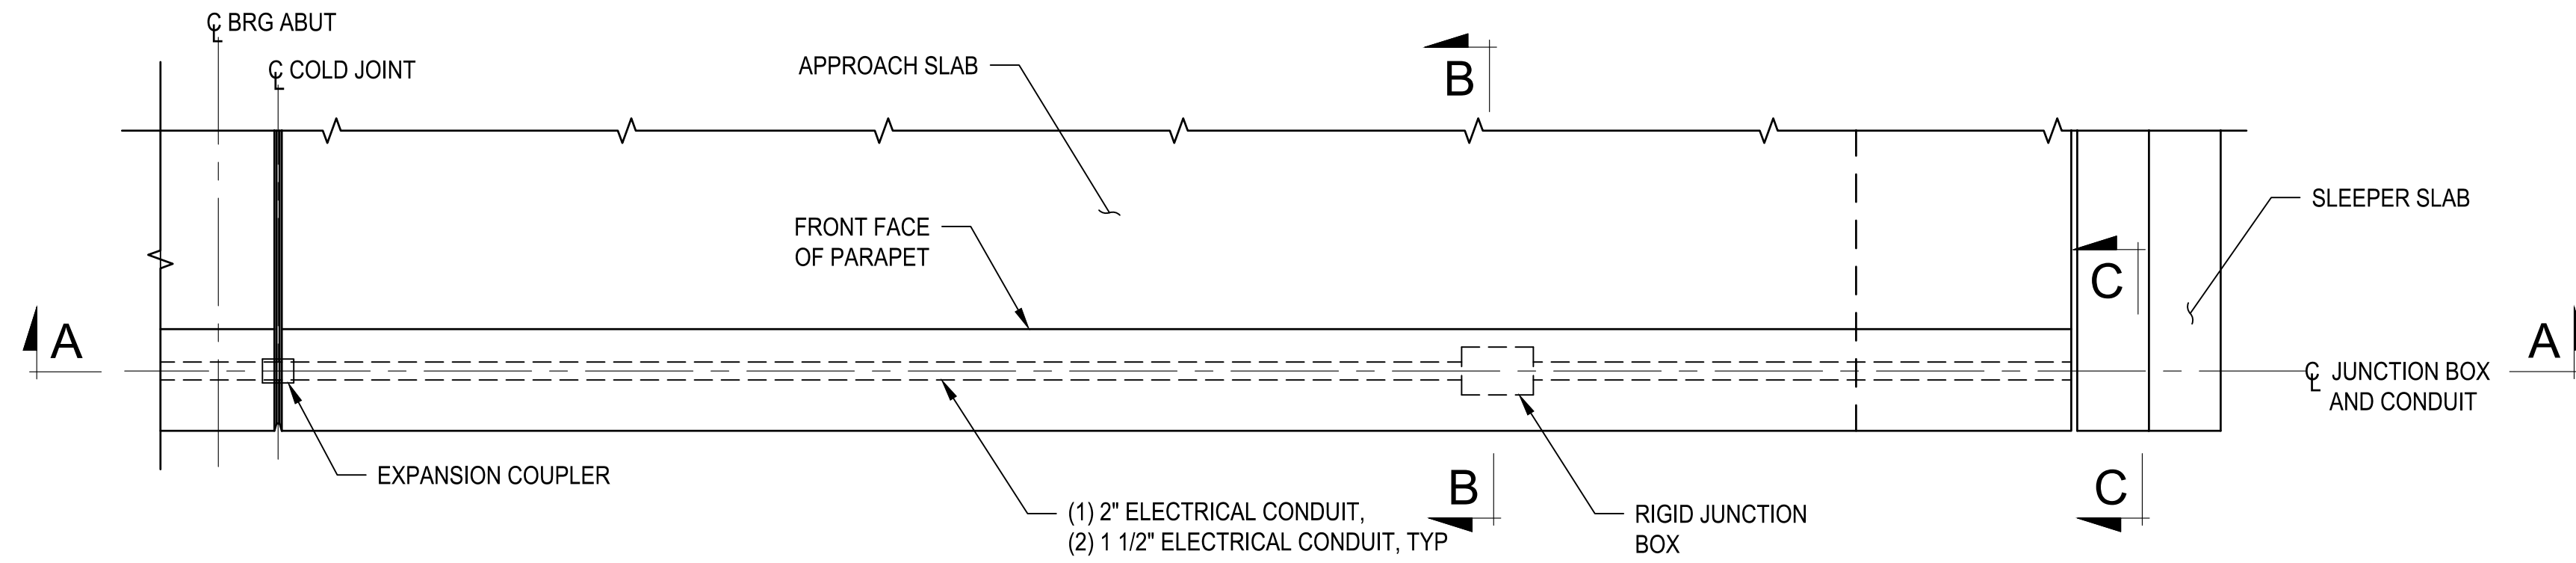 ℄ BRG ABUT
℄ COLD JOINT
APPROACH SLAB
B
SLEEPER SLAB
FRONT FACE
OF PARAPET
C
A
A
℄ JUNCTION BOX
AND CONDUIT
EXPANSION COUPLER
B
C
(1) 2" ELECTRICAL CONDUIT,
(2) 1 1/2" ELECTRICAL CONDUIT, TYP
RIGID JUNCTION
BOX